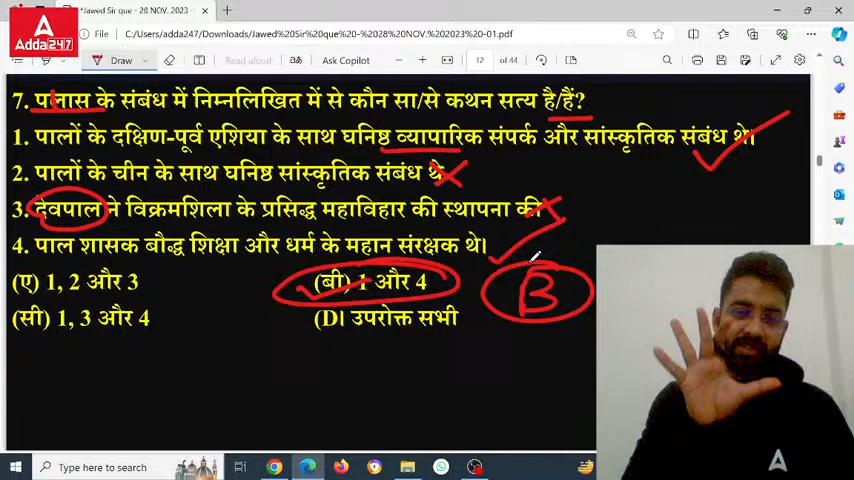 Jawed Sir que - 28 NOV. 2023 -
Adda247
File
C:/Users/adda247/Downloads/Jawed%20Sir%20que%20-%2028%20NOV.%202023%20-01.pdf
Draw
Read aloud
Ask Copilot
12
of 44
7. पलास के संबंध में निम्नलिखित में से कौन सा/से कथन सत्य है/हैं?
1. पालों के दक्षिण-पूर्व एशिया के साथ घनिष्ठ व्यापारिक संपर्क और सांस्कृतिक संबंध थे।
2. पालों के चीन के साथ घनिष्ठ सांस्कृतिक संबंध थे
3. देवपाल ने विक्रमशिला के प्रसिद्ध महाविहार की स्थापना की
4. पाल शासक बौद्ध शिक्षा और धर्म के महान संरक्षक थे।
(ए) 1, 2 और 3
(बी) 1 और 4
B
(सी) 1, 3 और 4
(D। उपरोक्त सभी
Type here to search